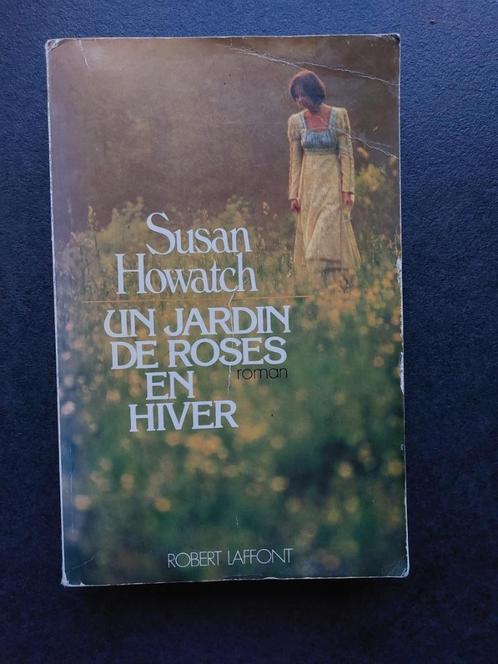 Susan
Howatch
UN JARDIN
DE ROSES
roman
EN
HIVER
ROBERT LAFFONT